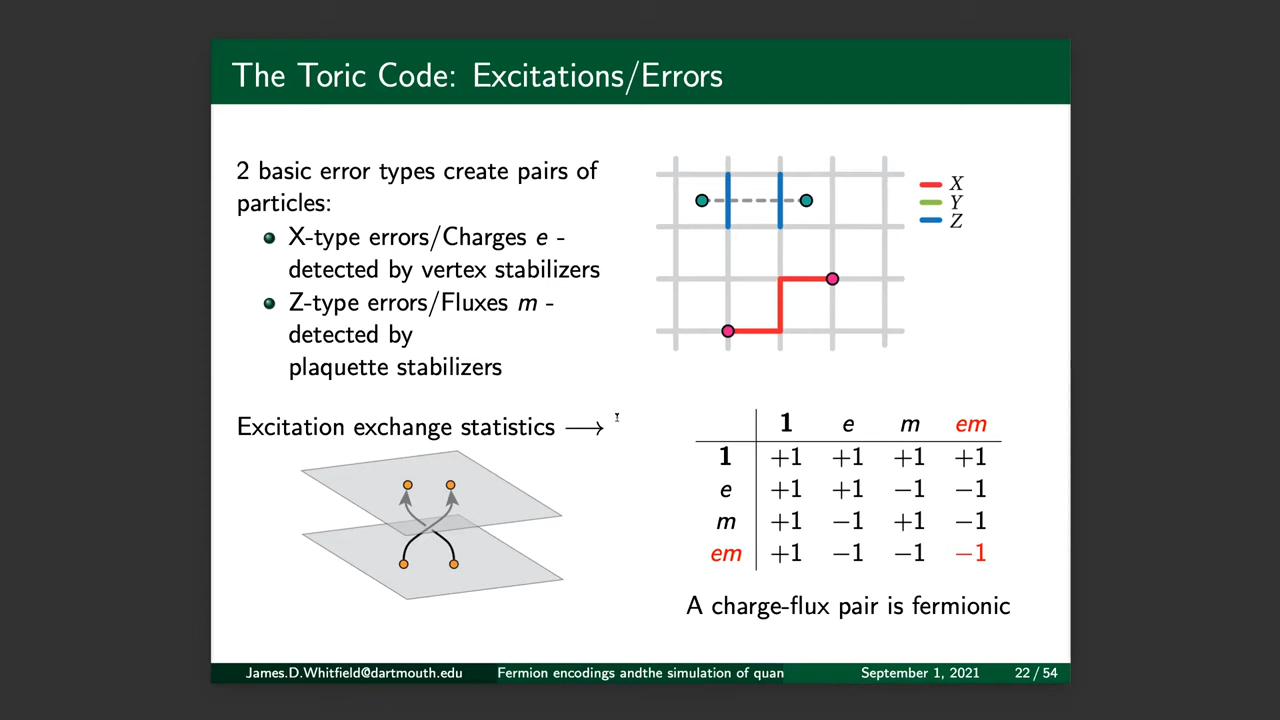 The Toric Code: Excitations/Errors
2 basic error types create pairs of
particles:
X-type errors/Charges e -
detected by vertex stabilizers
Z-type errors/Fluxes m -
detected by
plaquette stabilizers
X
Y
Z
Excitation exchange statistics ⟶
1 e m em
1 +1 +1 +1 +1
e +1 +1 −1 −1
m +1 −1 +1 −1
em +1 −1 −1 −1
A charge-flux pair is fermionic
James.D.Whitfield@dartmouth.edu Fermion encodings andthe simulation of quan September 1, 2021 22 / 54